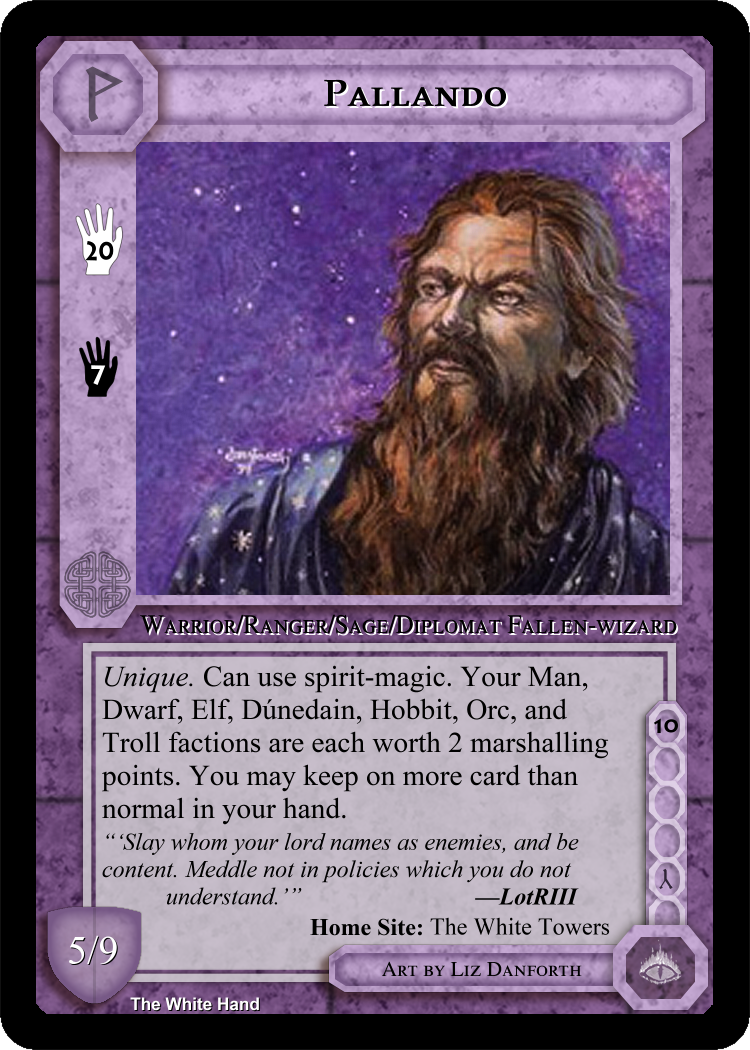 Pallando
20
7
Warrior/Ranger/Sage/Diplomat Fallen-wizard
Unique. Can use spirit-magic. Your Man,
Dwarf, Elf, Dúnedain, Hobbit, Orc, and
Troll factions are each worth 2 marshalling
points. You may keep on more card than
normal in your hand.
10
“‘Slay whom your lord names as enemies, and be
content. Meddle not in policies which you do not
understand.’” —LotRIII
Home Site: The White Towers
5/9
Art by Liz Danforth
The White Hand